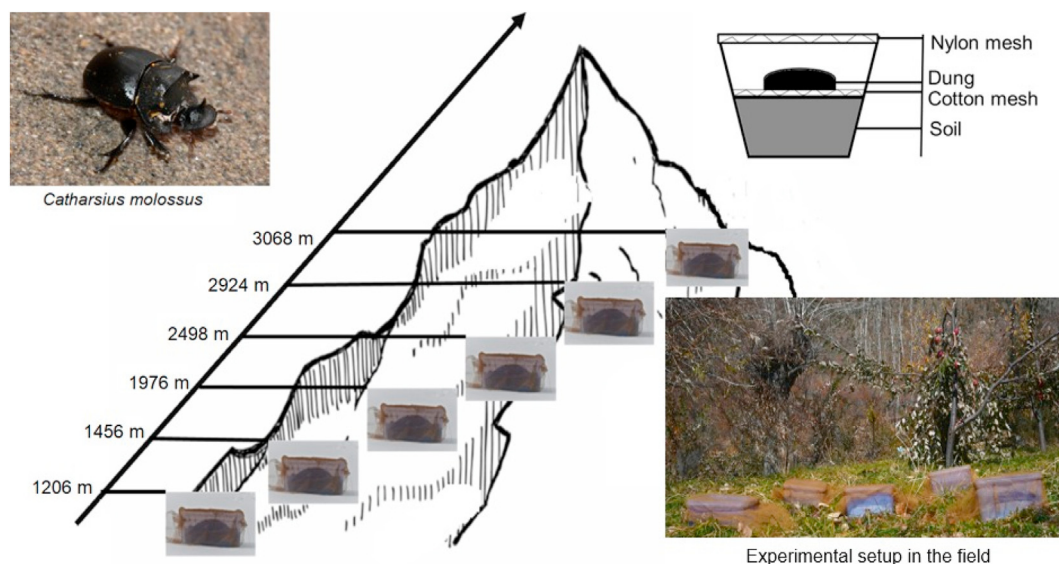 Catharsius molossus
Nylon mesh
Dung
Cotton mesh
Soil
3068 m
2924 m
2498 m
1976 m
1456 m
1206 m
Experimental setup in the field